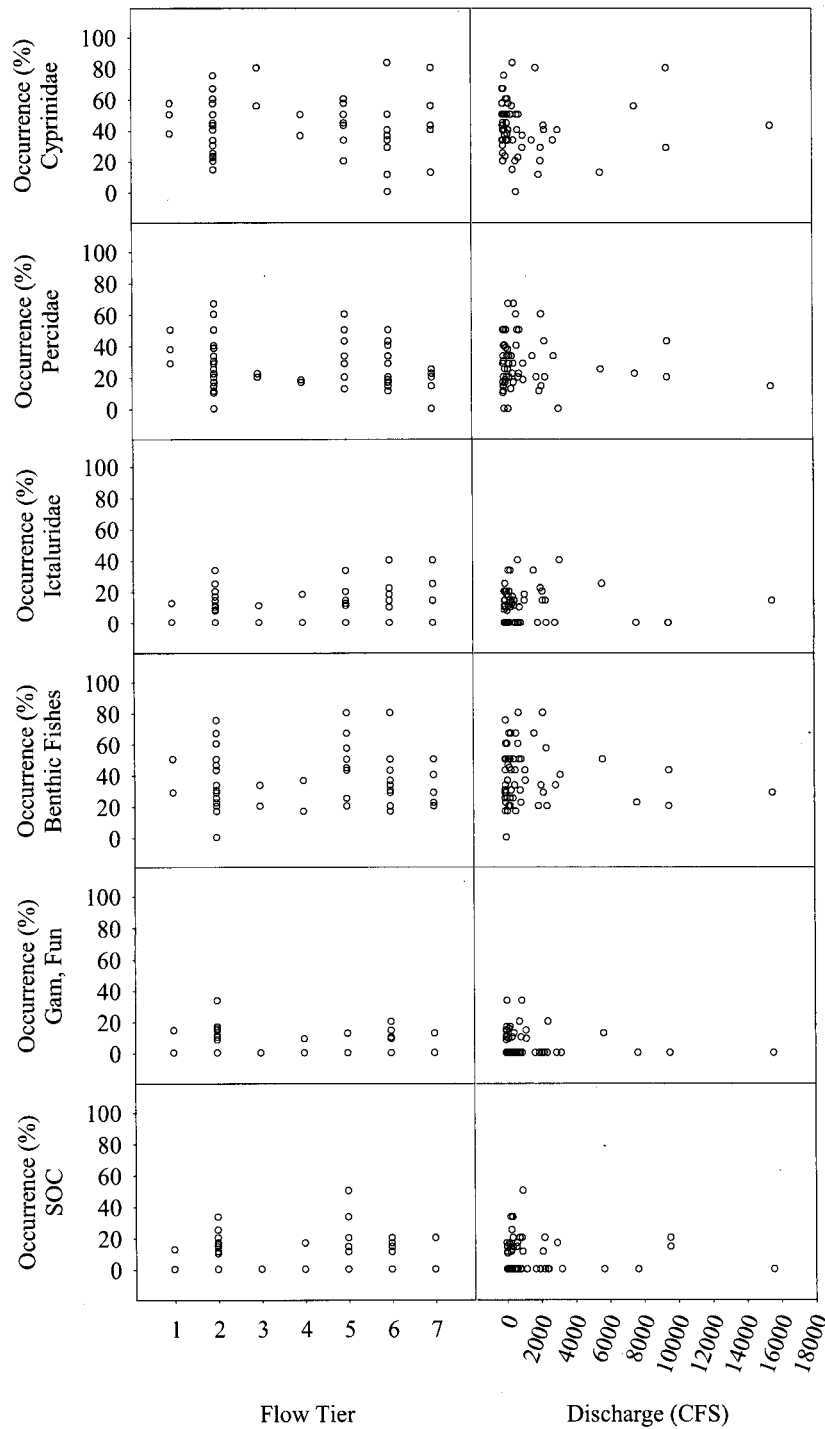 Occurrence (%)
Cyprinidae
100
80
60
40
20
0
Occurrence (%)
Percidae
100
80
60
40
20
0
Occurrence (%)
Ictaluridae
100
80
60
40
20
0
Occurrence (%)
Benthic Fishes
100
80
60
40
20
0
Occurrence (%)
Gam, Fun
100
80
60
40
20
0
Occurrence (%)
SOC
100
80
60
40
20
0
1 2 3 4 5 6 7
0 2000 4000 6000 8000 10000 12000 14000 16000 18000
Flow Tier
Discharge (CFS)